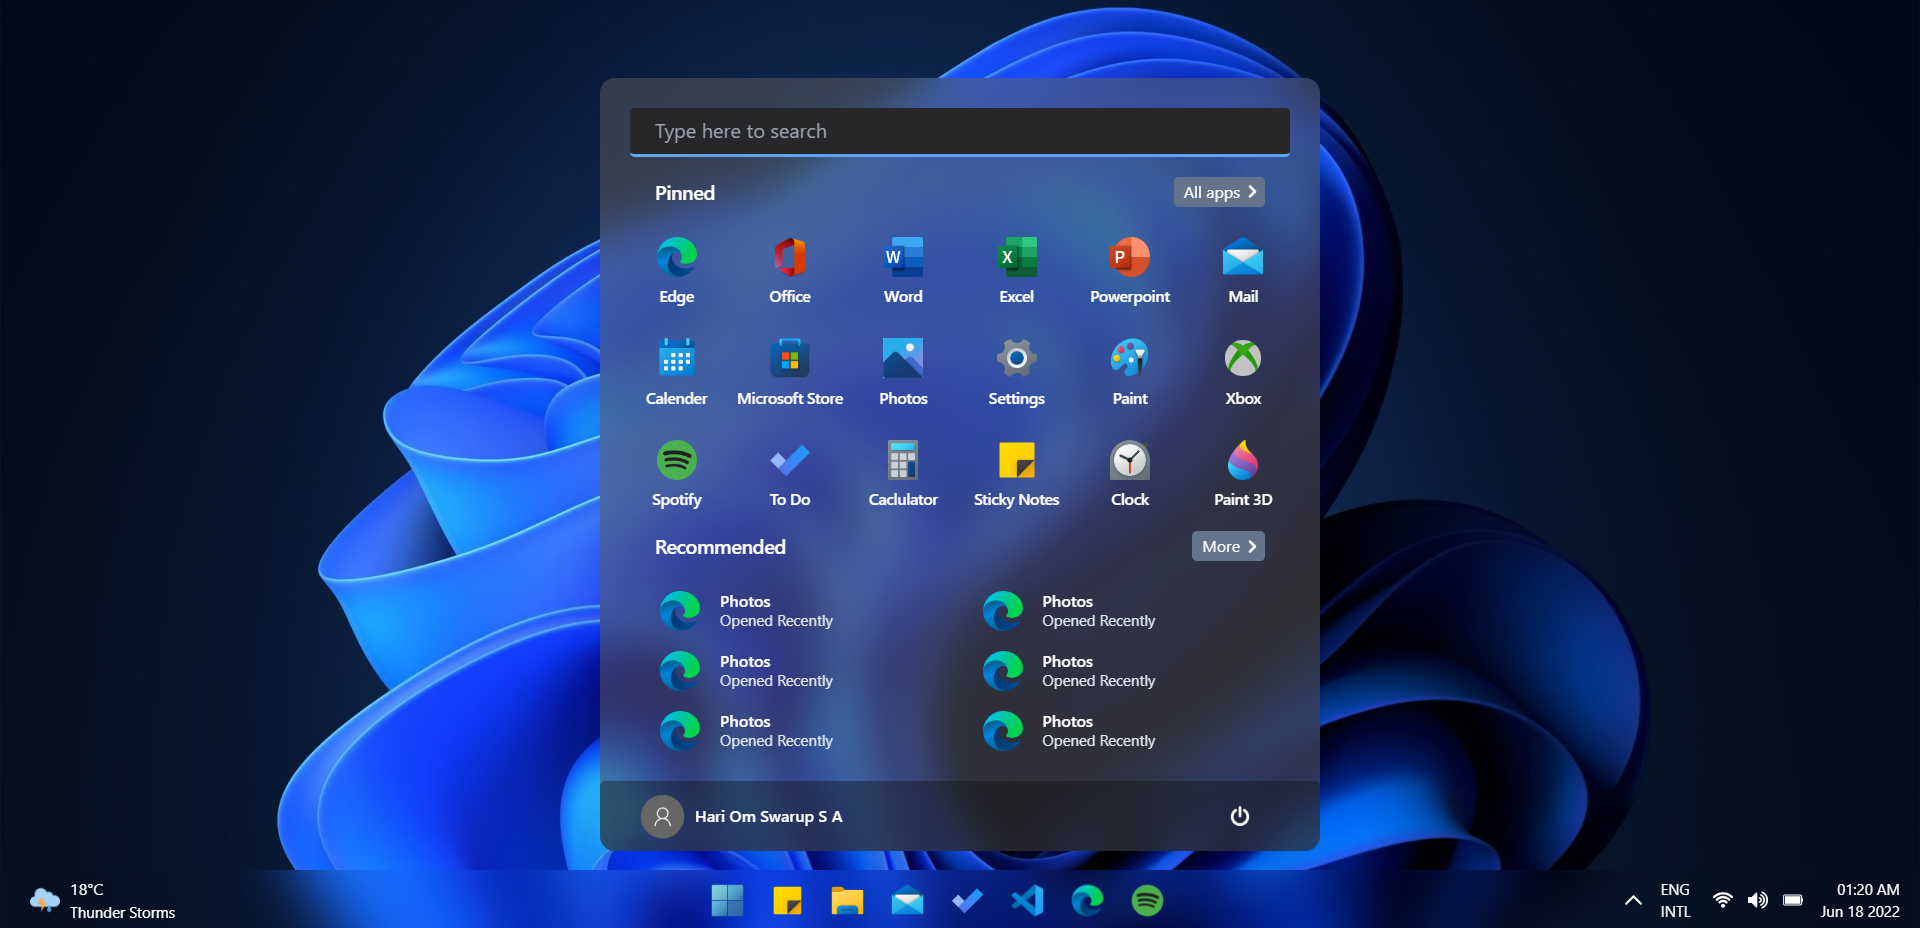 Type here to search
Pinned
All apps
Edge
Office
W
Word
X
Excel
P
Powerpoint
Mail
Calender
Microsoft Store
Photos
Settings
Paint
Xbox
Spotify
To Do
Caclulator
Sticky Notes
Clock
Paint 3D
Recommended
More
Photos
Opened Recently
Photos
Opened Recently
Photos
Opened Recently
Photos
Opened Recently
Photos
Opened Recently
Photos
Opened Recently
Hari Om Swarup S A
18°C
Thunder Storms
ENG
INTL
01:20 AM
Jun 18 2022